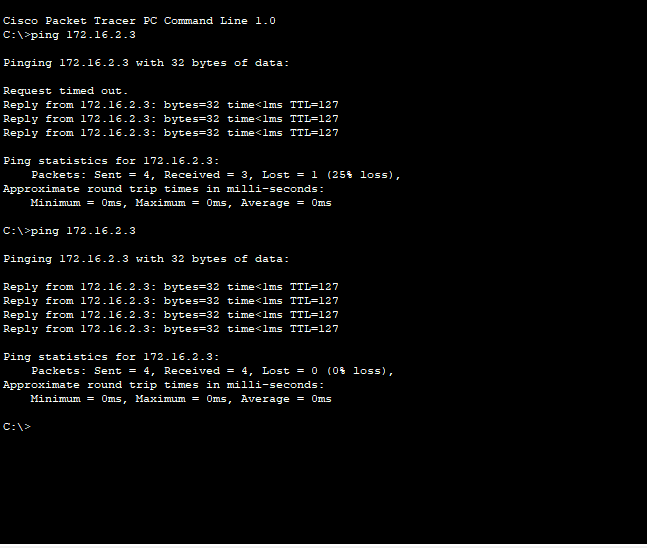 Cisco Packet Tracer PC Command Line 1.0
C:\>ping 172.16.2.3
Pinging 172.16.2.3 with 32 bytes of data:
Request timed out.
Reply from 172.16.2.3: bytes=32 time<1ms TTL=127
Reply from 172.16.2.3: bytes=32 time<1ms TTL=127
Reply from 172.16.2.3: bytes=32 time<1ms TTL=127
Ping statistics for 172.16.2.3:
    Packets: Sent = 4, Received = 3, Lost = 1 (25% loss),
Approximate round trip times in milli-seconds:
    Minimum = 0ms, Maximum = 0ms, Average = 0ms
C:\>ping 172.16.2.3
Pinging 172.16.2.3 with 32 bytes of data:
Reply from 172.16.2.3: bytes=32 time<1ms TTL=127
Reply from 172.16.2.3: bytes=32 time<1ms TTL=127
Reply from 172.16.2.3: bytes=32 time<1ms TTL=127
Reply from 172.16.2.3: bytes=32 time<1ms TTL=127
Ping statistics for 172.16.2.3:
    Packets: Sent = 4, Received = 4, Lost = 0 (0% loss),
Approximate round trip times in milli-seconds:
    Minimum = 0ms, Maximum = 0ms, Average = 0ms
C:\>